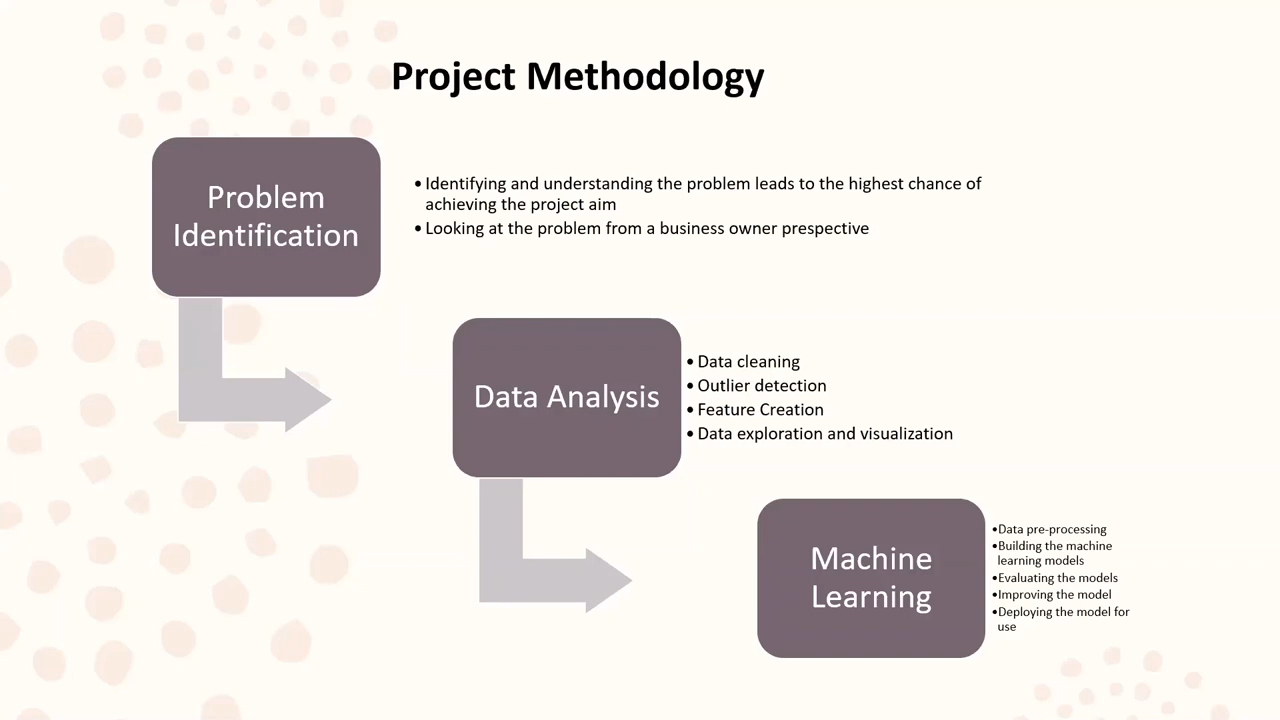 Project Methodology
Problem
Identification
• Identifying and understanding the problem leads to the highest chance of
achieving the project aim
• Looking at the problem from a business owner prespective
Data Analysis
• Data cleaning
• Outlier detection
• Feature Creation
• Data exploration and visualization
Machine
Learning
•Data pre-processing
•Building the machine
learning models
•Evaluating the models
•Improving the model
•Deploying the model for
use